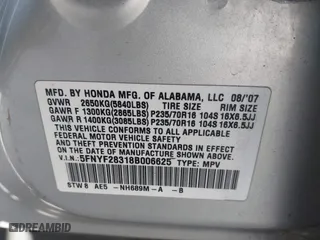 MFD. BY HONDA MFG. OF ALABAMA, LLC 08/'07
GVWR 2650KG(5840LBS) TIRE SIZE RIM SIZE
GAWR F 1300KG(2865LBS) P235/70R16 104S 16X6.5JJ
GAWR R 1400KG(3085LBS) P235/70R16 104S 16X6.5JJ
THIS VEHICLE CONFORMS TO ALL APPLICABLE
FEDERAL MOTOR VEHICLE SAFETY AND THEFT
PREVENTION STANDARDS IN EFFECT ON THE
DATE OF MANUFACTURE SHOWN ABOVE.
V.I.N.: 5FNYF28318B006625 TYPE: MPV
STW 8 AE5 -NH689M- A -B
DEALERSHIP.COM